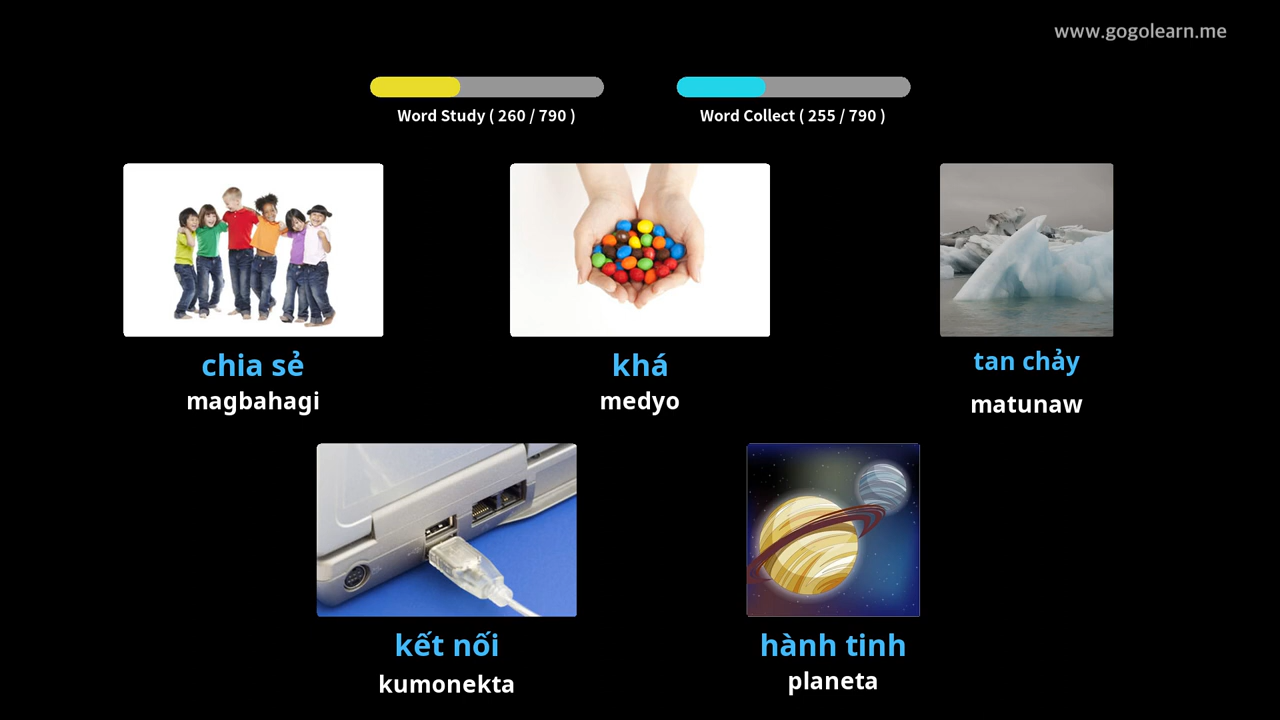 www.gogolearn.me
Word Study ( 260 / 790 )
Word Collect ( 255 / 790 )
chia sẻ
magbahagi
khá
medyo
tan chảy
matunaw
kết nối
kumonekta
hành tinh
planeta